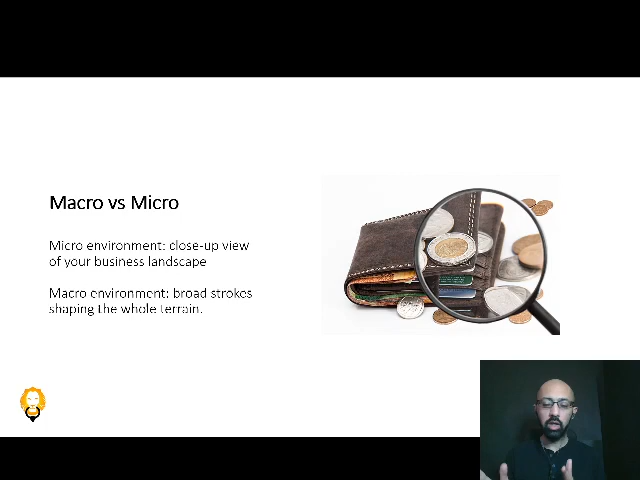 Macro vs Micro
Micro environment: close-up view
of your business landscape
Macro environment: broad strokes
shaping the whole terrain.